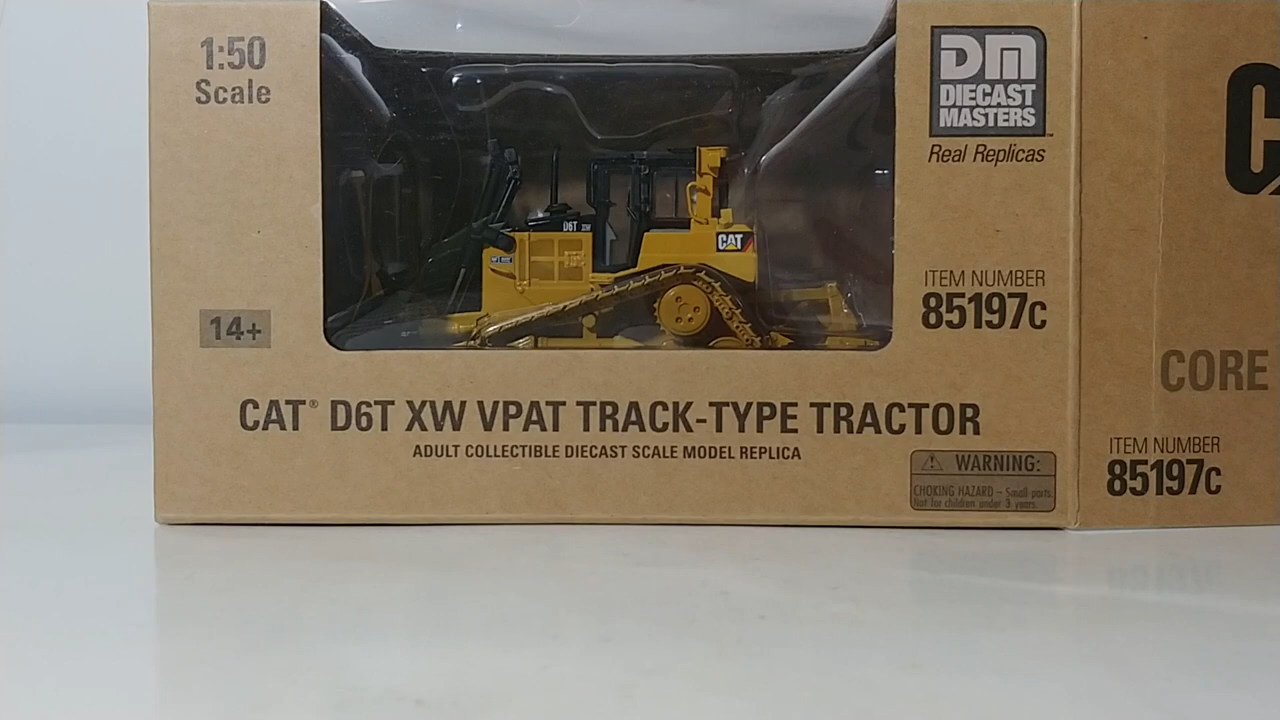 1:50
Scale
DM
DIECAST
MASTERS™
Real Replicas
D6T XW
CAT
ITEM NUMBER
85197c
14+
CAT® D6T XW VPAT TRACK-TYPE TRACTOR
ADULT COLLECTIBLE DIECAST SCALE MODEL REPLICA
WARNING:
CHOKING HAZARD – Small parts.
Not for children under 3 years.
CORE
ITEM NUMBER
85197c